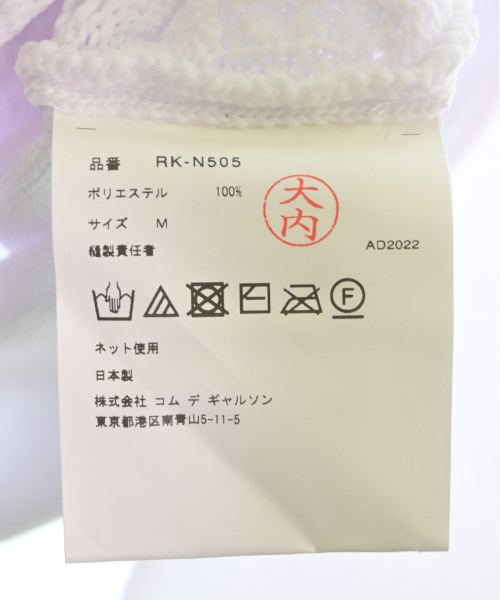 品番 RK-N505
ポリエステル 100%
サイズ M
大内
縫製責任者 AD2022
F
ネット使用
日本製
株式会社 コム デ ギャルソン
東京都港区南青山5-11-5